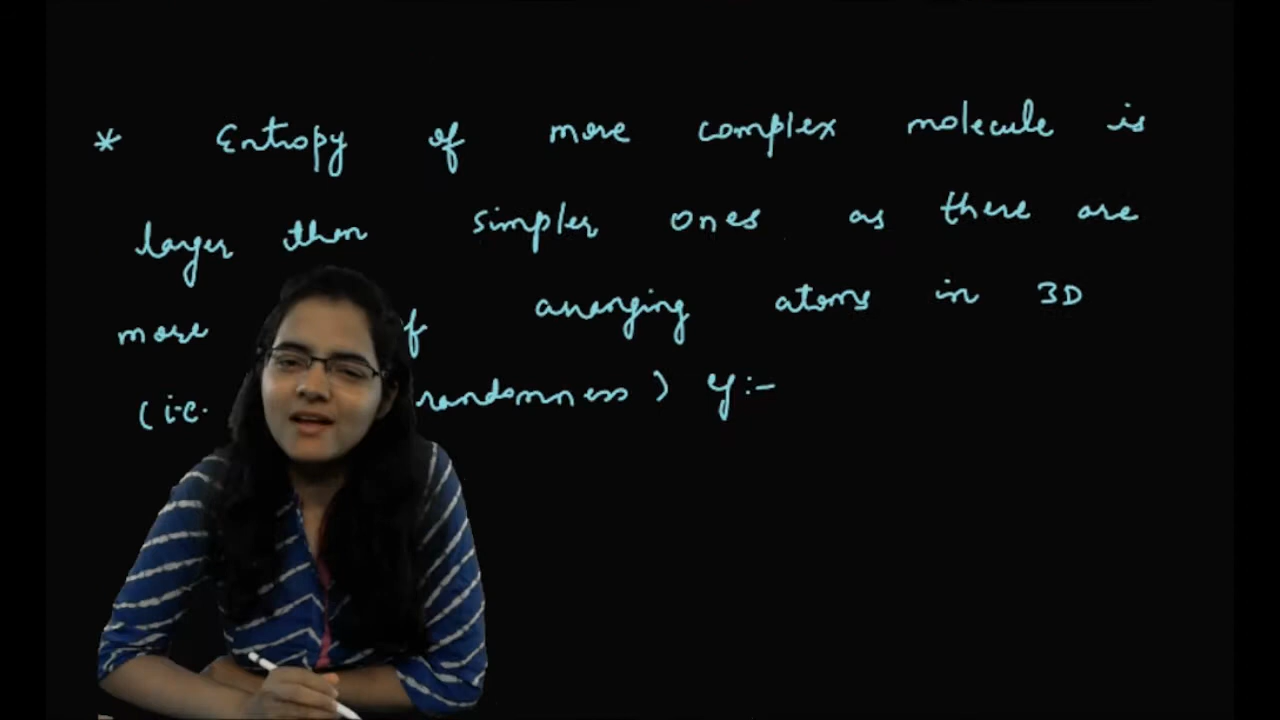 * Entropy of more complex molecule is
larger than simpler ones as there are
more of arranging atoms in 3D
(i.e. randomness) y:-